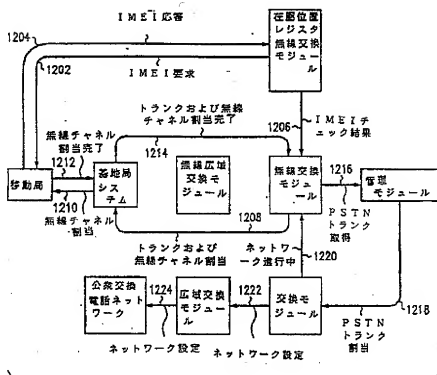 1204
IMEI応答
1202
IMEI要求
在圏位置
レジスタ
無線交換
モジュール
無線チャネル
割当完了
1212
トランクおよび無線
チャネル割当完了
1214
1206
IMEIチ
ェック結果
移動局
基地局
システム
無線広域
交換モジュール
無線交換
モジュール
1216
管理
モジュール
1210
無線チャネル
割当
1208
PSTN
トランク
取得
トランクおよび
無線チャネル割当
ネットワ
ーク進行中
1220
公衆交換
電話ネット
ワーク
1224
広域交換
モジュール
1222
交換モ
ジュール
1218
PSTN
トランク
割当
ネットワーク設定
ネットワーク設定